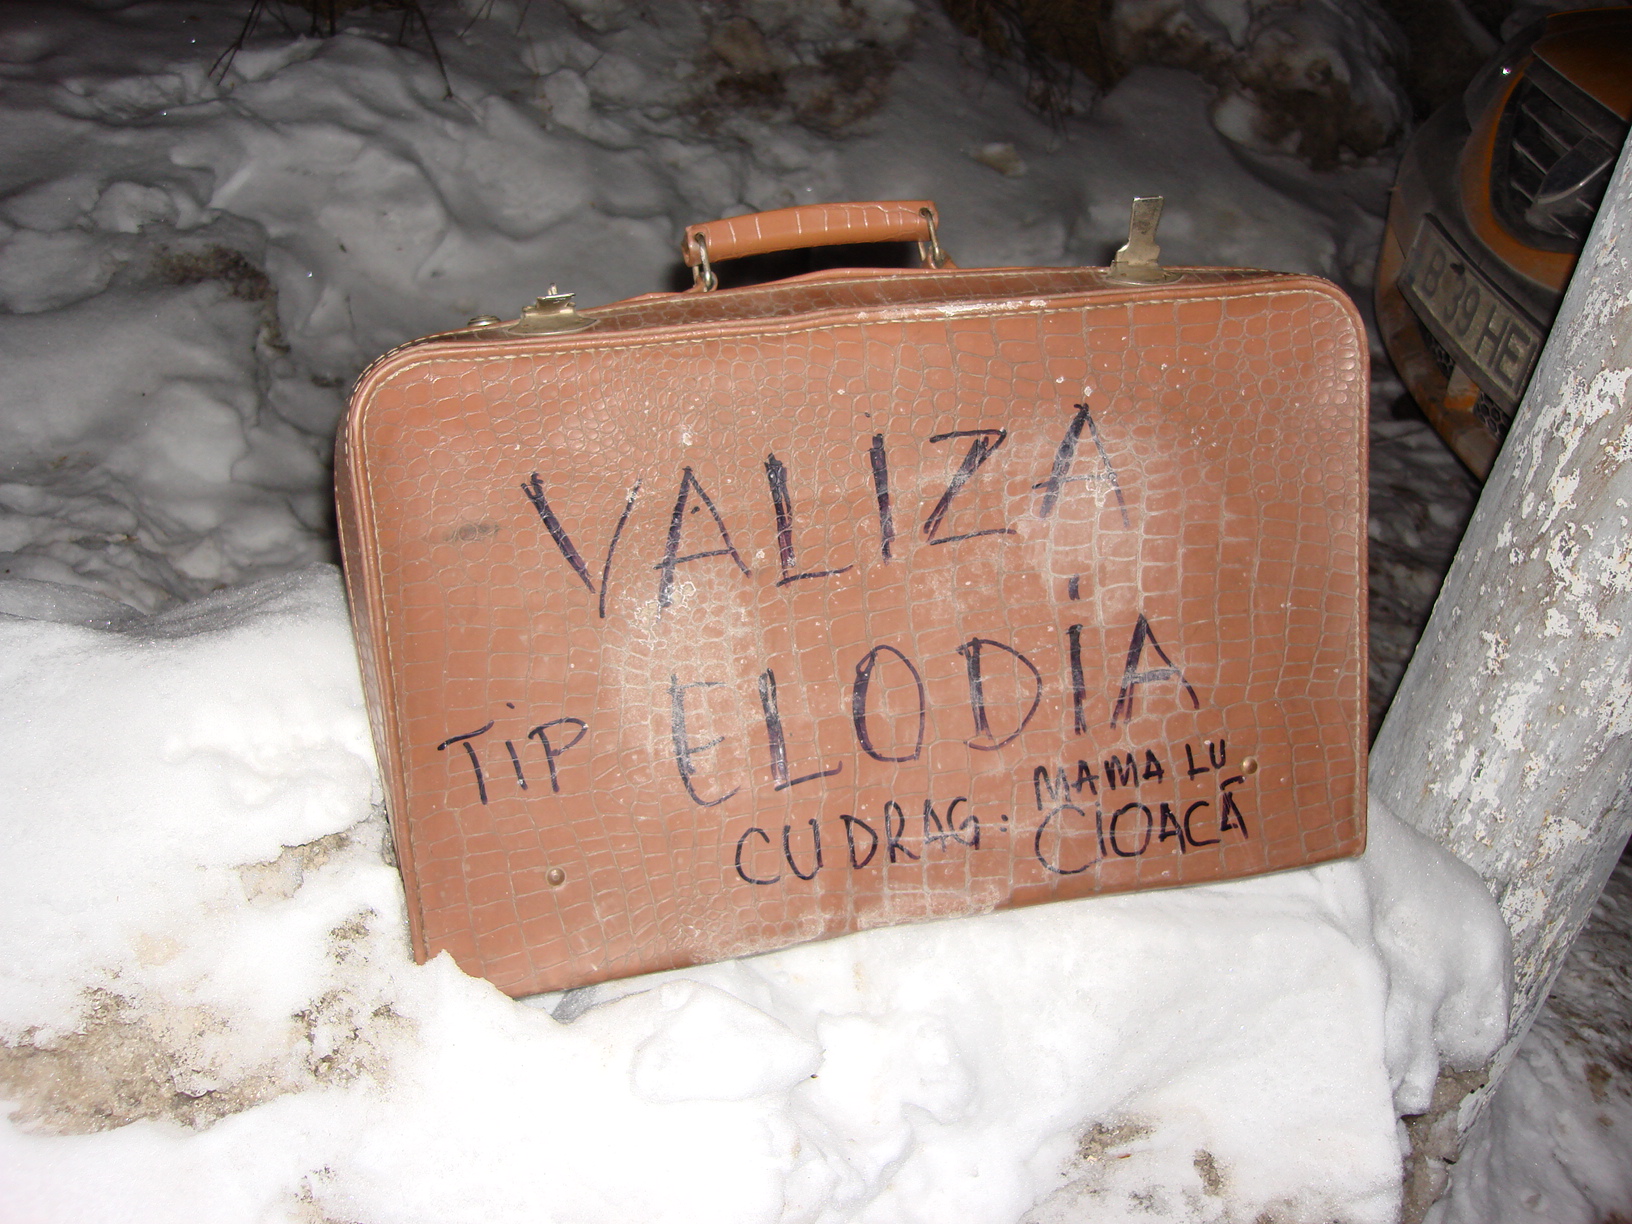 VALIZA
TIP ELODIA
CU DRAG: MAMA LU
CIOACĂ
B 39 HE